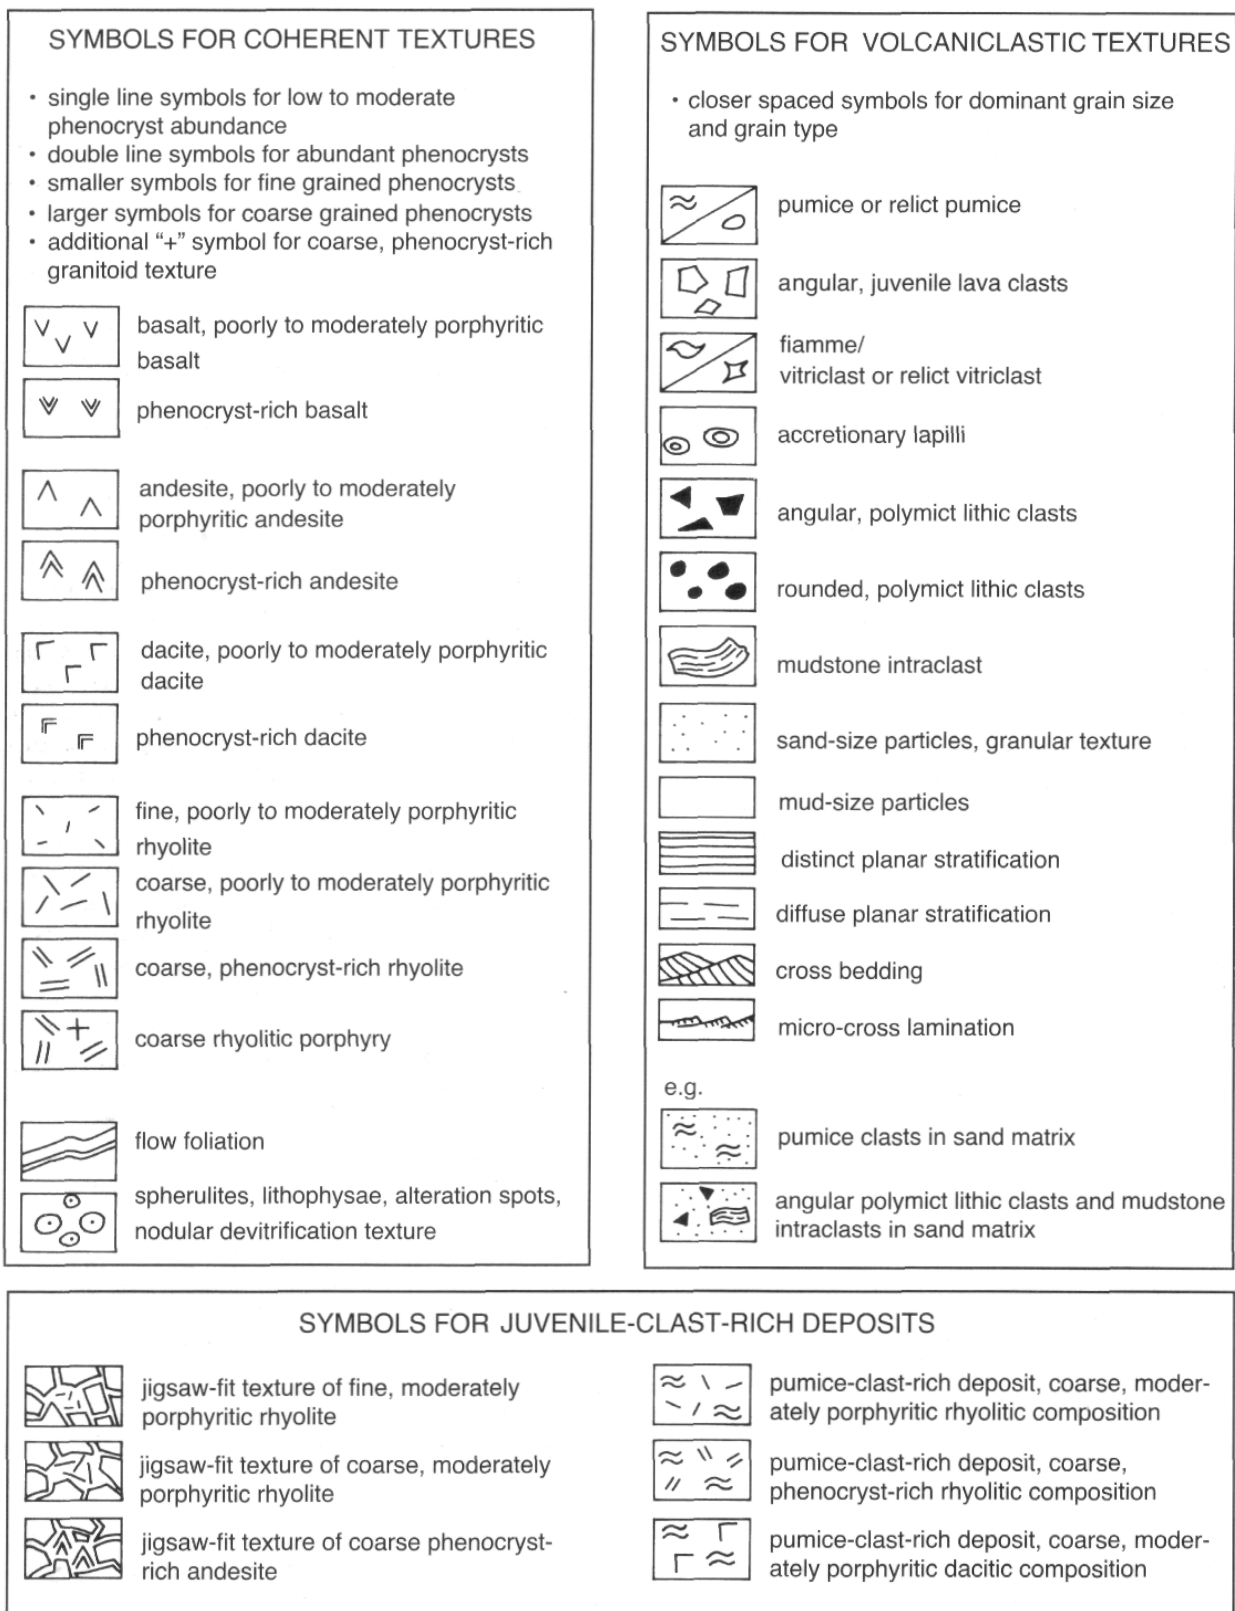 SYMBOLS FOR COHERENT TEXTURES
• single line symbols for low to moderate
phenocryst abundance
• double line symbols for abundant phenocrysts
• smaller symbols for fine grained phenocrysts
• larger symbols for coarse grained phenocrysts
• additional “+” symbol for coarse, phenocryst-rich
granitoid texture
basalt, poorly to moderately porphyritic
basalt
phenocryst-rich basalt
andesite, poorly to moderately
porphyritic andesite
phenocryst-rich andesite
dacite, poorly to moderately porphyritic
dacite
phenocryst-rich dacite
fine, poorly to moderately porphyritic
rhyolite
coarse, poorly to moderately porphyritic
rhyolite
coarse, phenocryst-rich rhyolite
coarse rhyolitic porphyry
flow foliation
spherulites, lithophysae, alteration spots,
nodular devitrification texture
SYMBOLS FOR VOLCANICLASTIC TEXTURES
• closer spaced symbols for dominant grain size
and grain type
pumice or relict pumice
angular, juvenile lava clasts
fiamme/
vitriclast or relict vitriclast
accretionary lapilli
angular, polymict lithic clasts
rounded, polymict lithic clasts
mudstone intraclast
sand-size particles, granular texture
mud-size particles
distinct planar stratification
diffuse planar stratification
cross bedding
micro-cross lamination
e.g.
pumice clasts in sand matrix
angular polymict lithic clasts and mudstone
intraclasts in sand matrix
SYMBOLS FOR JUVENILE-CLAST-RICH DEPOSITS
jigsaw-fit texture of fine, moderately
porphyritic rhyolite
jigsaw-fit texture of coarse, moderately
porphyritic rhyolite
jigsaw-fit texture of coarse phenocryst-
rich andesite
pumice-clast-rich deposit, coarse, moder-
ately porphyritic rhyolitic composition
pumice-clast-rich deposit, coarse,
phenocryst-rich rhyolitic composition
pumice-clast-rich deposit, coarse, moder-
ately porphyritic dacitic composition